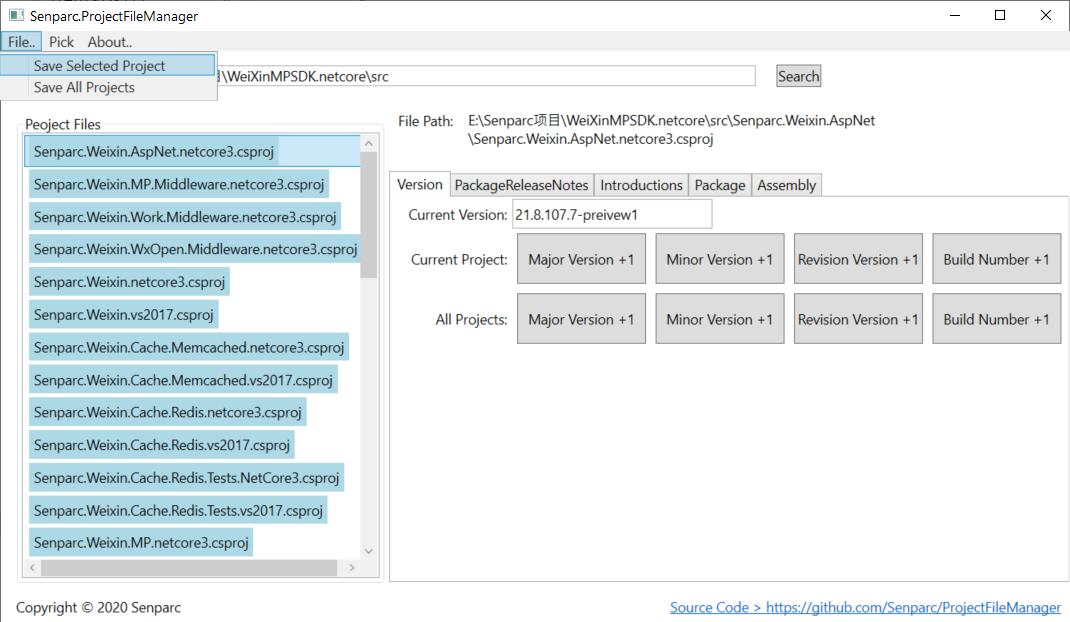 Senparc.ProjectFileManager
File.. Pick About..
Save Selected Project
Save All Projects
\WeiXinMPSDK.netcore\src
Search
Peoject Files
Senparc.Weixin.AspNet.netcore3.csproj
Senparc.Weixin.MP.Middleware.netcore3.csproj
Senparc.Weixin.Work.Middleware.netcore3.csproj
Senparc.Weixin.WxOpen.Middleware.netcore3.csproj
Senparc.Weixin.netcore3.csproj
Senparc.Weixin.vs2017.csproj
Senparc.Weixin.Cache.Memcached.netcore3.csproj
Senparc.Weixin.Cache.Memcached.vs2017.csproj
Senparc.Weixin.Cache.Redis.netcore3.csproj
Senparc.Weixin.Cache.Redis.vs2017.csproj
Senparc.Weixin.Cache.Redis.Tests.NetCore3.csproj
Senparc.Weixin.Cache.Redis.Tests.vs2017.csproj
Senparc.Weixin.MP.netcore3.csproj
File Path: E:\Senparc项目\WeiXinMPSDK.netcore\src\Senparc.Weixin.AspNet
\Senparc.Weixin.AspNet.netcore3.csproj
Version PackageReleaseNotes Introductions Package Assembly
Current Version: 21.8.107.7-preivew1
Current Project: Major Version +1 Minor Version +1 Revision Version +1 Build Number +1
All Projects: Major Version +1 Minor Version +1 Revision Version +1 Build Number +1
Copyright © 2020 Senparc
Source Code > https://github.com/Senparc/ProjectFileManager